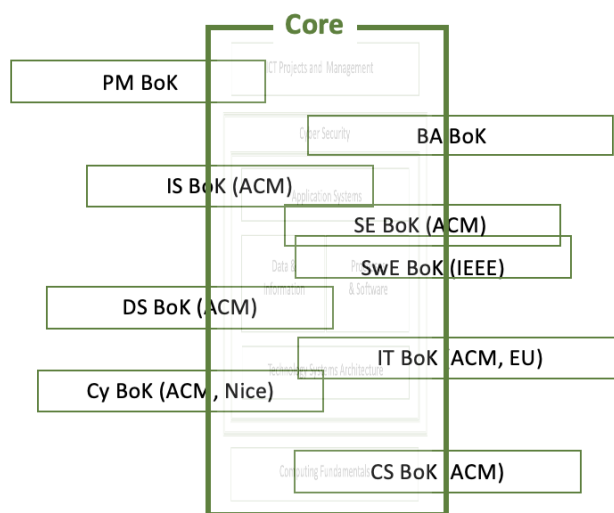 Core
ICT Projects and Management
PM BoK
Cyber Security
BA BoK
IS BoK (ACM)
Application Systems
SE BoK (ACM)
SwE BoK (IEEE)
Data &
Information
& Software
DS BoK (ACM)
IT BoK (ACM, EU)
Technology Systems Architecture
Cy BoK (ACM, Nice)
Computing Fundamentals
CS BoK (ACM)